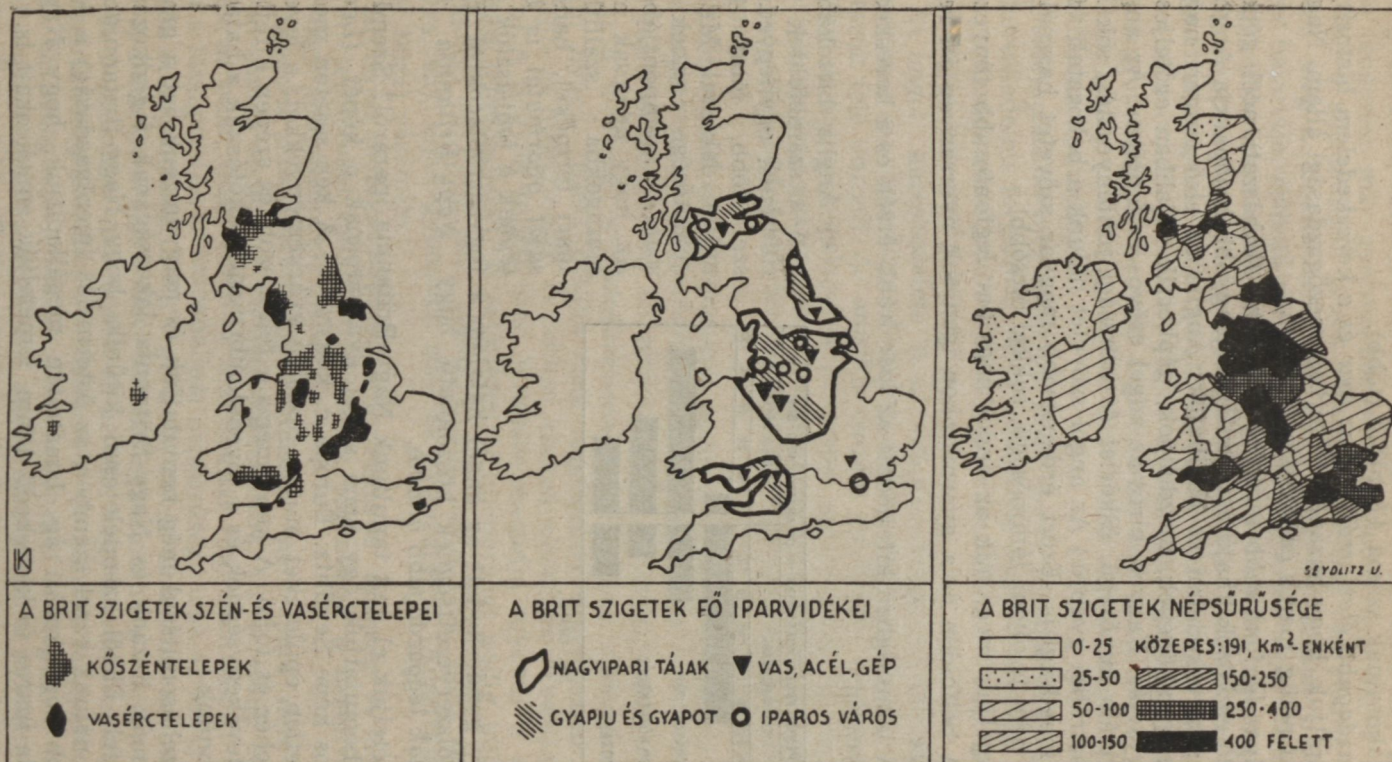 A BRIT SZIGETEK SZÉN-ÉS VASÉRCTELEPEI
KŐSZÉNTELEPEK
VASÉRCTELEPEK
A BRIT SZIGETEK FŐ IPARVIDÉKEI
NAGYIPARI TÁJAK
VAS, ACÉL, GÉP
GYAPJU ÉS GYAPOT
IPAROS VÁROS
SEYDLITZ U.
A BRIT SZIGETEK NÉPSŰRŰSÉGE
0-25 KÖZEPES: 191, Km²-ENKÉNT
25-50 150-250
50-100 250-400
100-150 400 FELETT